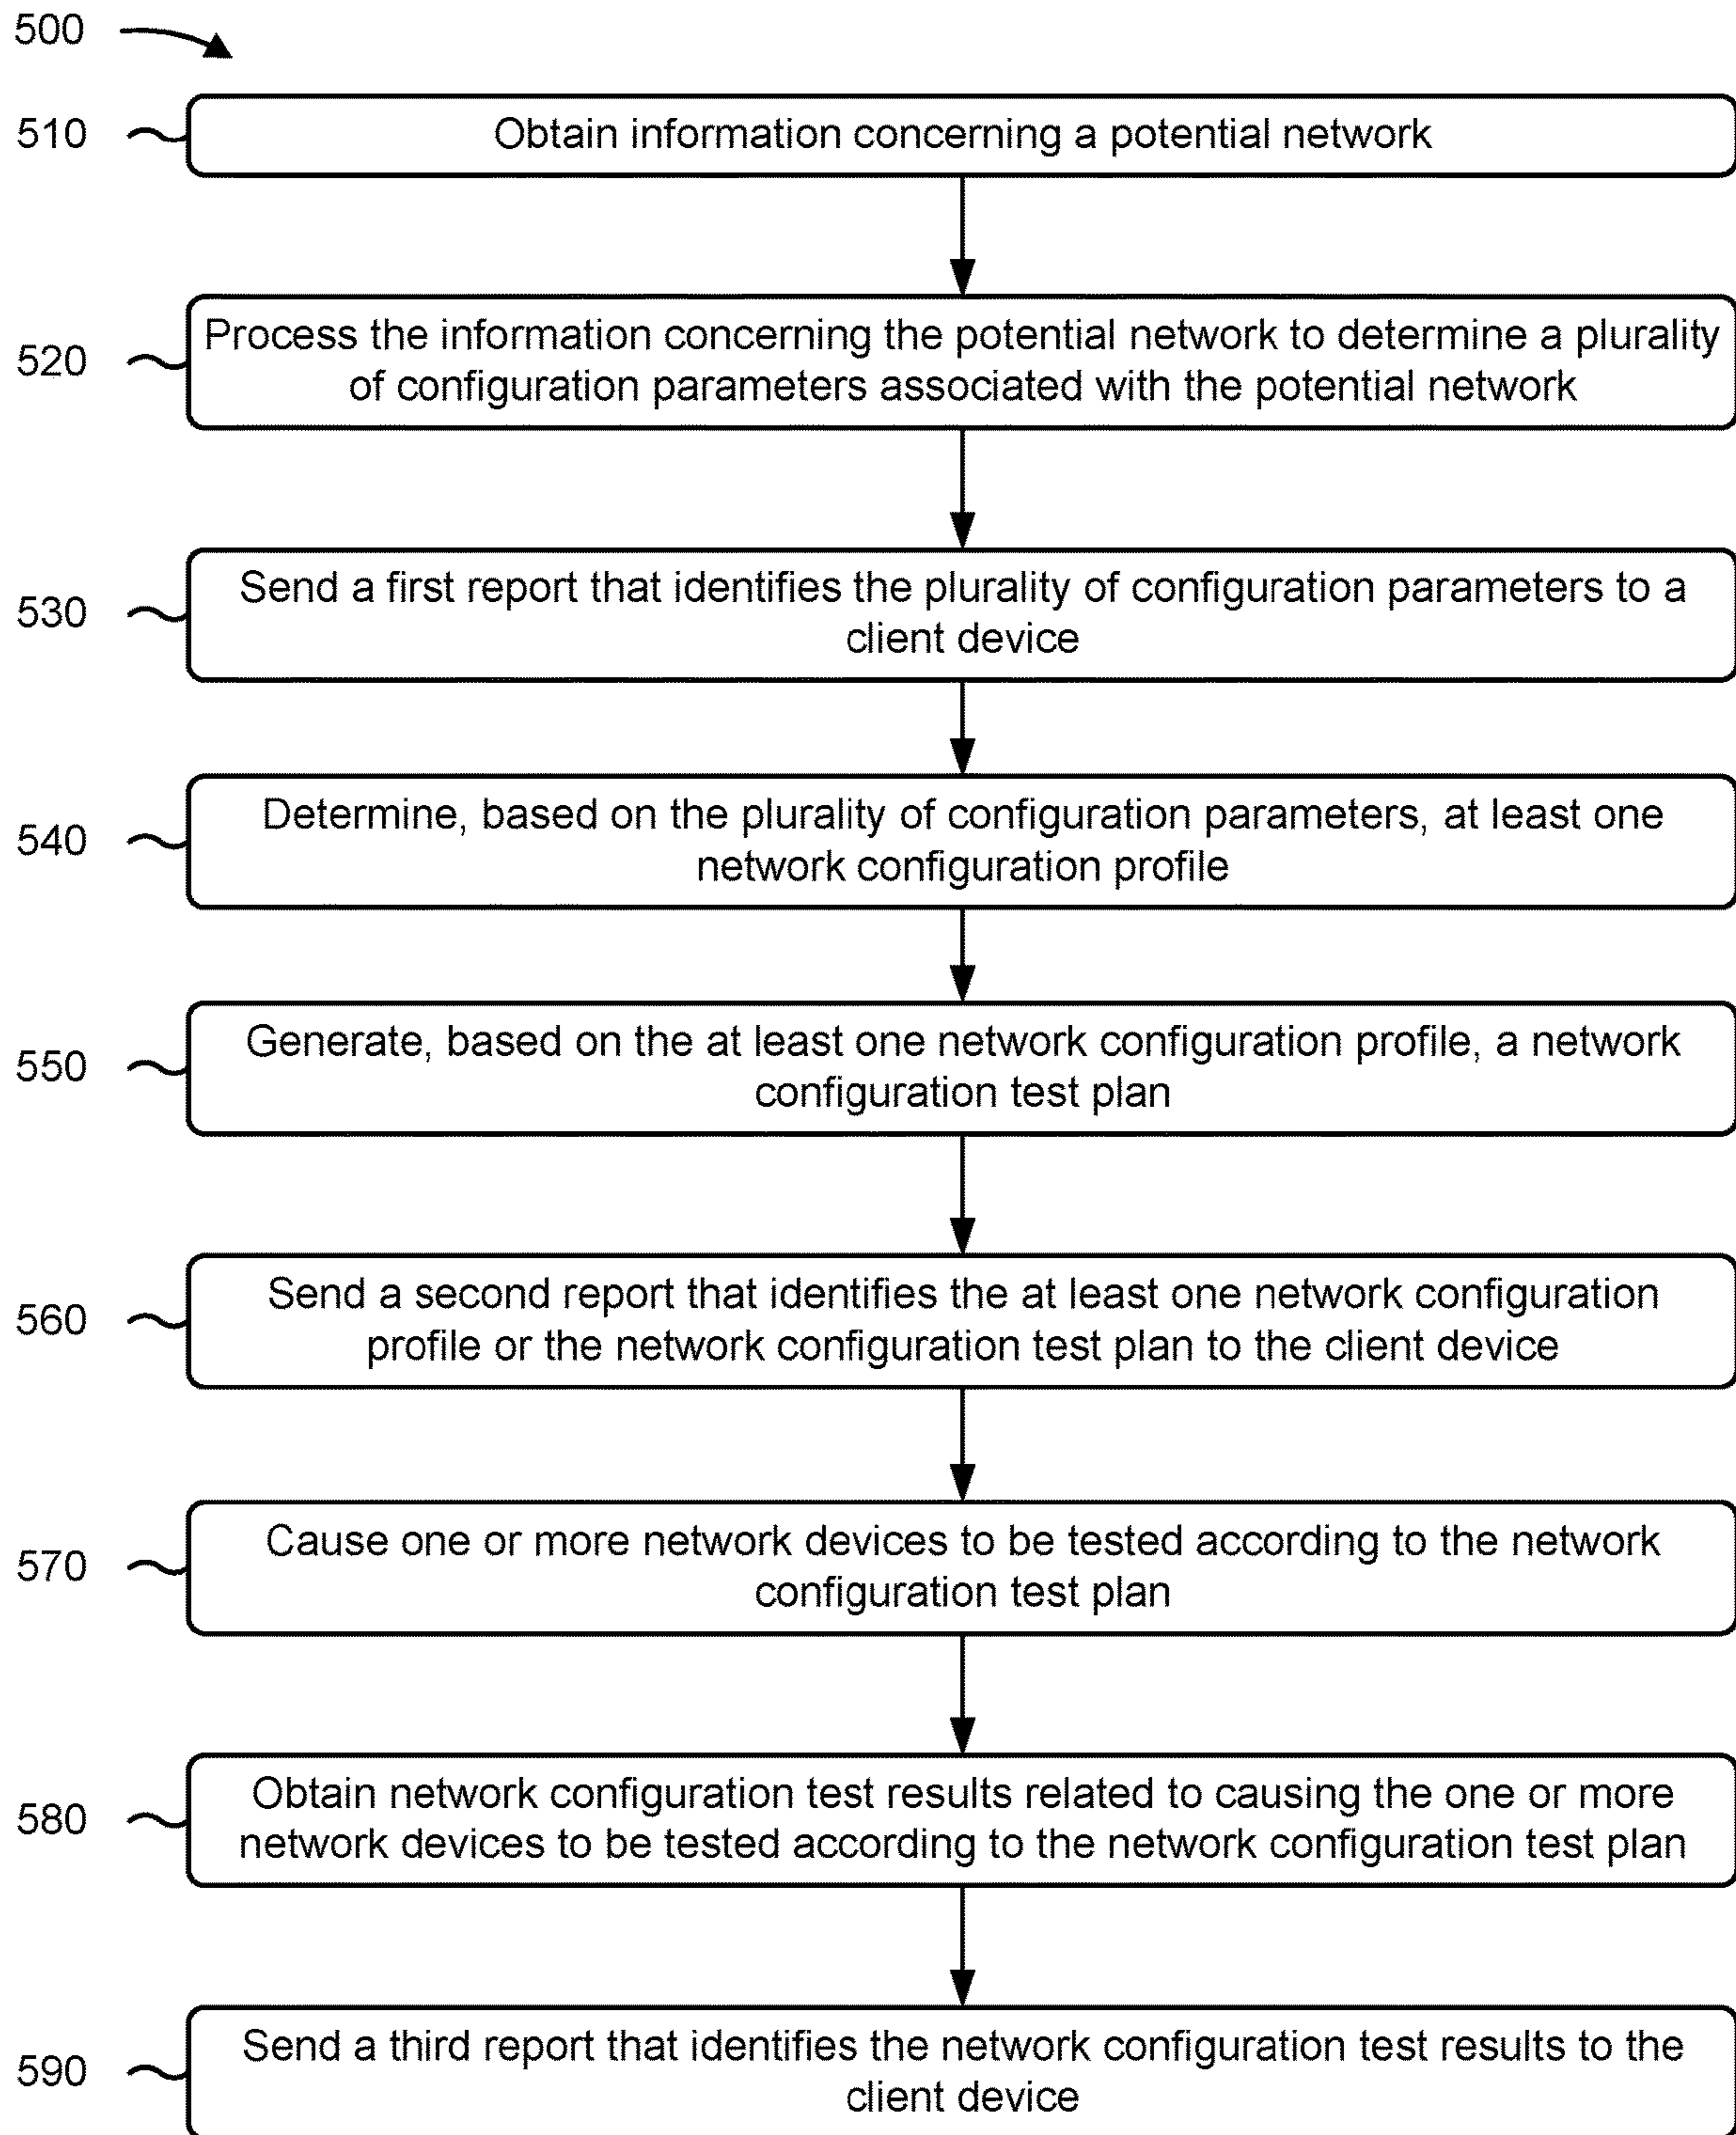 500
510
Obtain information concerning a potential network
520
Process the information concerning the potential network to determine a plurality
of configuration parameters associated with the potential network
530
Send a first report that identifies the plurality of configuration parameters to a
client device
540
Determine, based on the plurality of configuration parameters, at least one
network configuration profile
550
Generate, based on the at least one network configuration profile, a network
configuration test plan
560
Send a second report that identifies the at least one network configuration
profile or the network configuration test plan to the client device
570
Cause one or more network devices to be tested according to the network
configuration test plan
580
Obtain network configuration test results related to causing the one or more
network devices to be tested according to the network configuration test plan
590
Send a third report that identifies the network configuration test results to the
client device